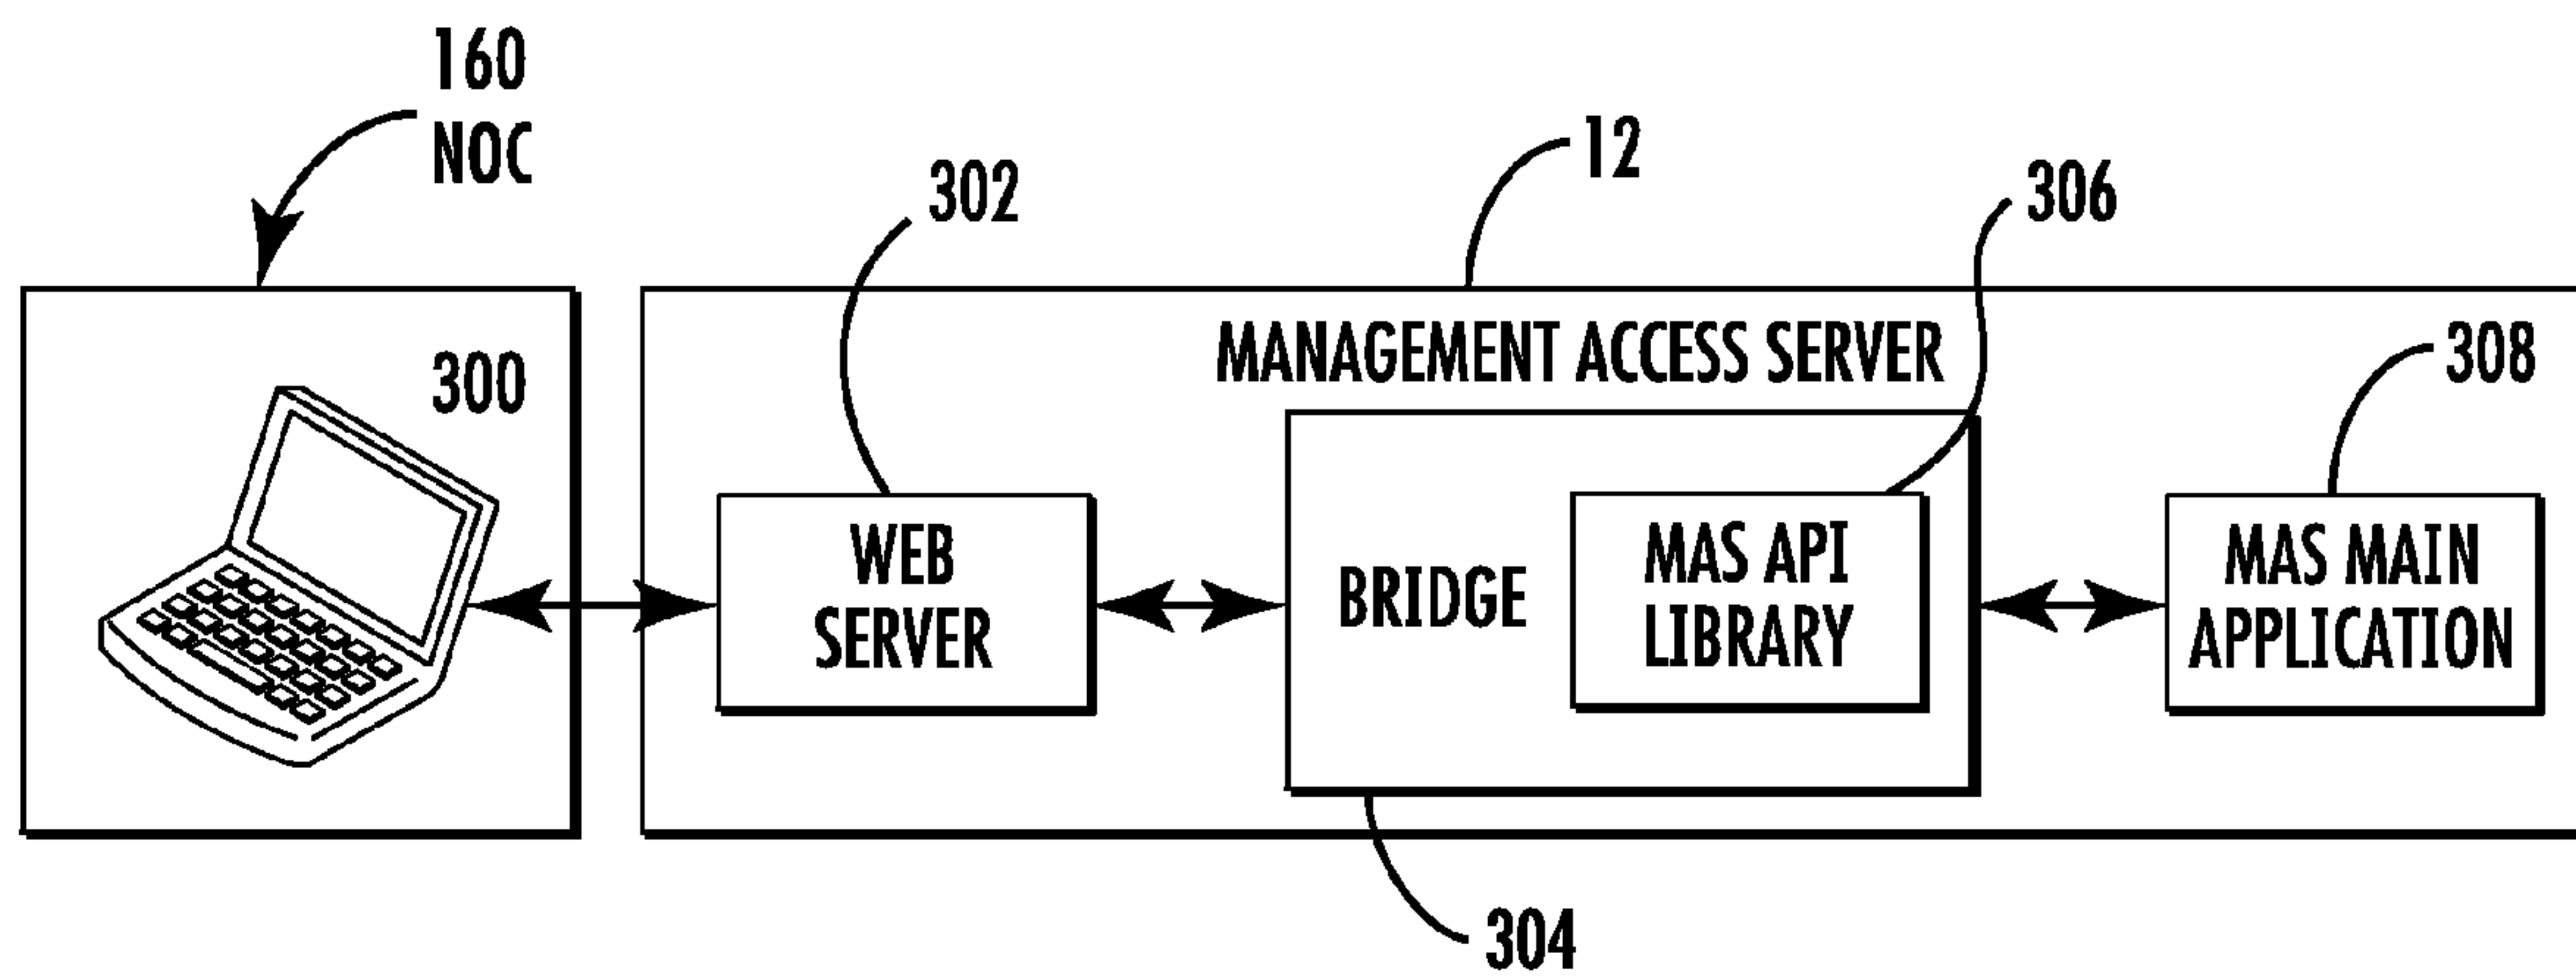 160
NOC
12
302
306
MANAGEMENT ACCESS SERVER
308
300
WEB
SERVER
BRIDGE
MAS API
LIBRARY
MAS MAIN
APPLICATION
304